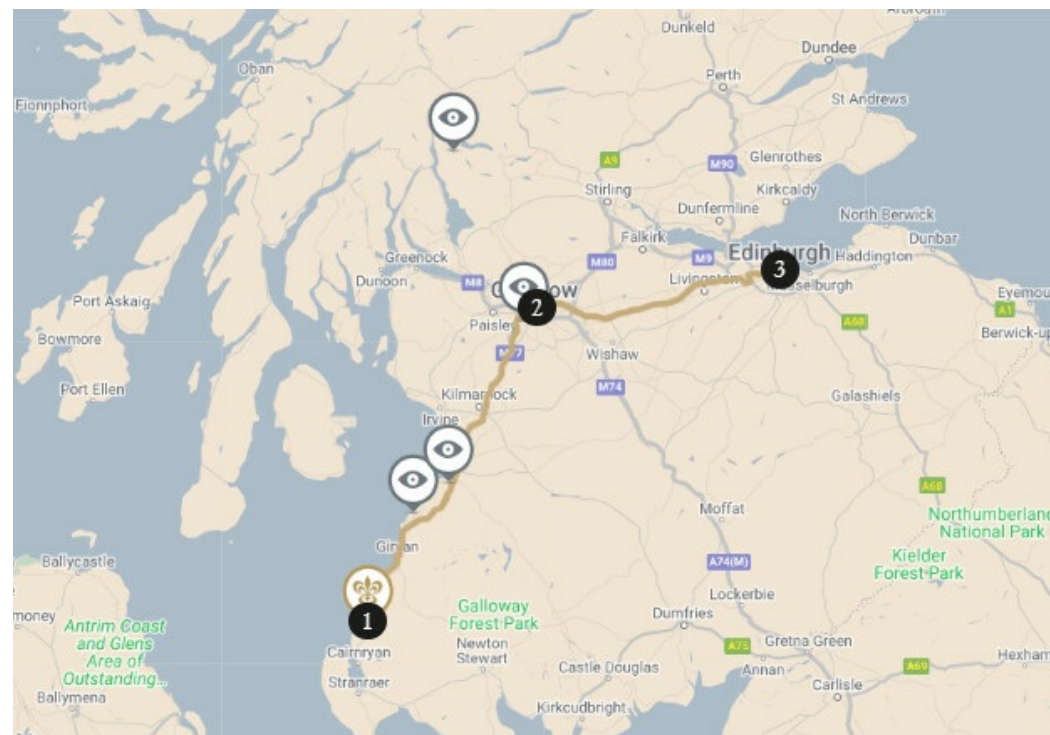 Dunkeld
Dundee
Oban
Perth
Fionnphort
St Andrews
A9
M90
Glenrothes
Stirling
Kirkcaldy
Dunfermline
North Berwick
Falkirk
Dunbar
Greenock
M80
M9
Edinburgh
Haddington
Dunoon
M8
Livingston
3
Musselburgh
Port Askaig
2
Eyemou
A1
Paisley
A68
Berwick-up
Bowmore
M77
Wishaw
M74
Port Ellen
Kilmarnock
Galashiels
Irvine
A68
Moffat
Northumberland
National Park
Girvan
Ballycastle
A74(M)
Kielder
Forest Park
Lockerbie
Galloway
Forest Park
money
1
Dumfries
Antrim Coast
and Glens
Area of
Outstanding...
Cairnryan
Newton
Stewart
Gretna Green
A75
Hexham
Castle Douglas
Annan
A69
Stranraer
Carlisle
Ballymena
Kirkcudbright